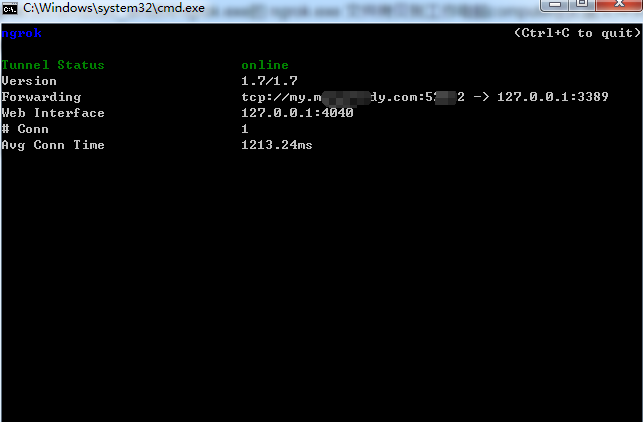 C:\Windows\system32\cmd.exe
ngrok (Ctrl+C to quit)
Tunnel Status online
Version 1.7/1.7
Forwarding tcp://my.m dy.com:5 2 -> 127.0.0.1:3389
Web Interface 127.0.0.1:4040
# Conn 1
Avg Conn Time 1213.24ms